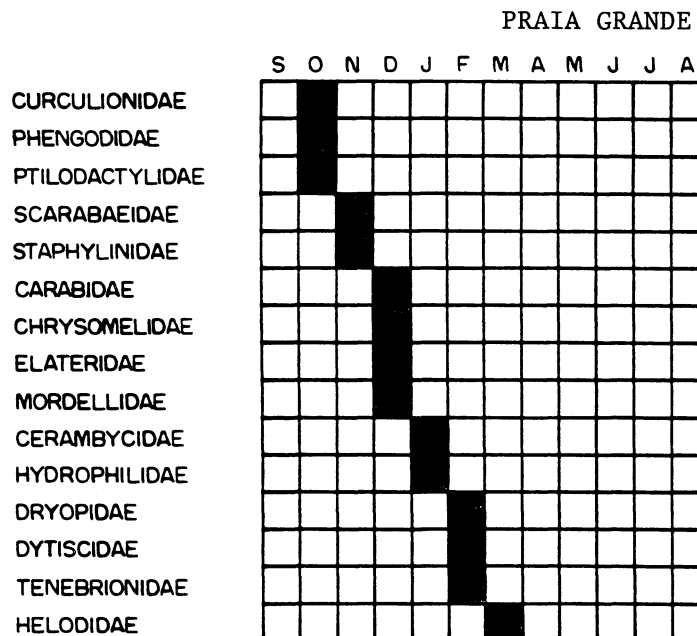 PRAIA GRANDE
S O N D J F M A M J J A
CURCULIONIDAE
PHENGODIDAE
PTILODACTYLIDAE
SCARABAEIDAE
STAPHYLINIDAE
CARABIDAE
CHRYSOMELIDAE
ELATERIDAE
MORDELLIDAE
CERAMBYCIDAE
HYDROPHILIDAE
DRYOPIDAE
DYTISCIDAE
TENEBRIONIDAE
HELODIDAE